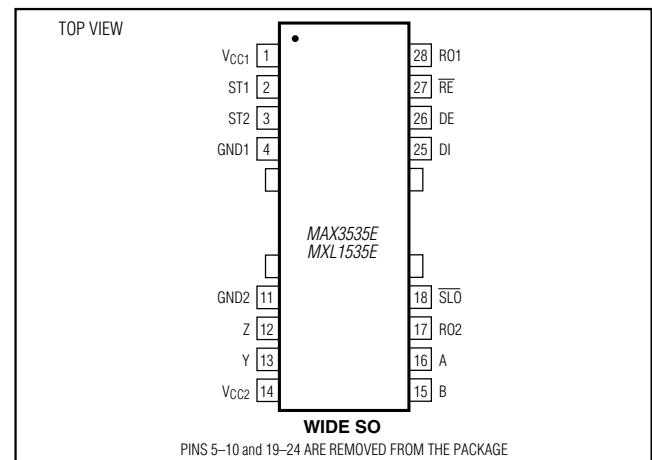 TOP VIEW
VCC1 1
28 RO1
ST1 2
27 R̅E̅
ST2 3
26 DE
GND1 4
25 DI
MAX3535E
MXL1535E
GND2 11
18 S̅L̅O̅
Z 12
17 RO2
Y 13
16 A
VCC2 14
15 B
WIDE SO
PINS 5–10 and 19–24 ARE REMOVED FROM THE PACKAGE